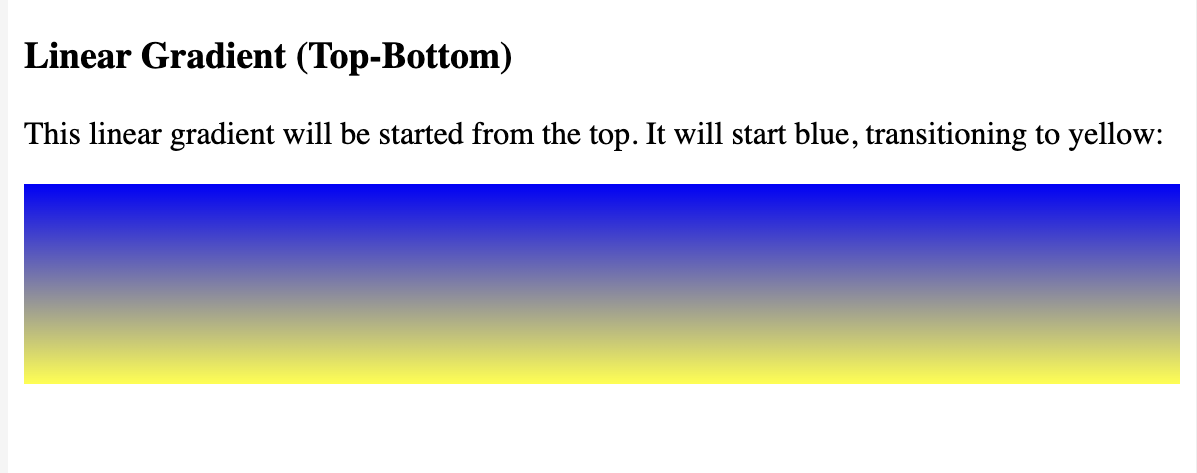 Linear Gradient (Top-Bottom)
This linear gradient will be started from the top. It will start blue, transitioning to yellow: